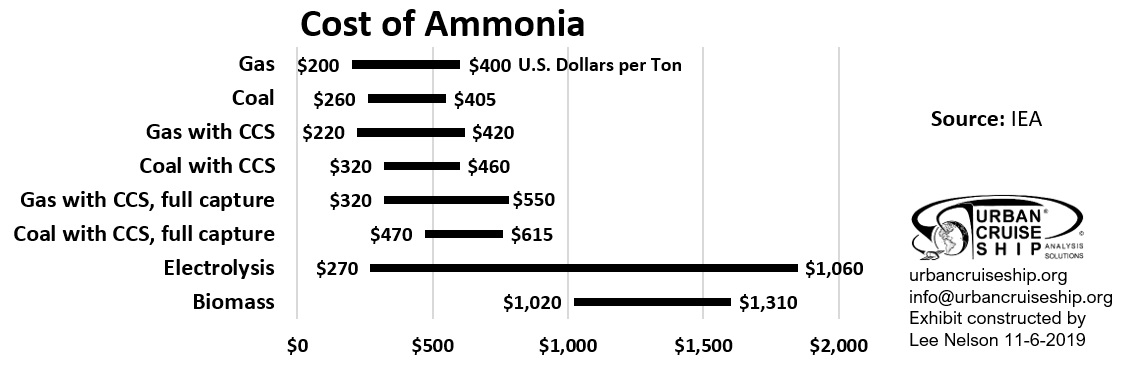 Cost of Ammonia
Gas $200 $400 U.S. Dollars per Ton
Coal $260 $405
Gas with CCS $220 $420
Coal with CCS $320 $460
Gas with CCS, full capture $320 $550
Coal with CCS, full capture $470 $615
Electrolysis $270 $1,060
Biomass $1,020 $1,310
$0 $500 $1,000 $1,500 $2,000
Source: IEA
URBAN®
CRUISE
SHIP ANALYSIS SOLUTIONS ©
urbancruiseship.org
info@urbancruiseship.org
Exhibit constructed by
Lee Nelson 11-6-2019